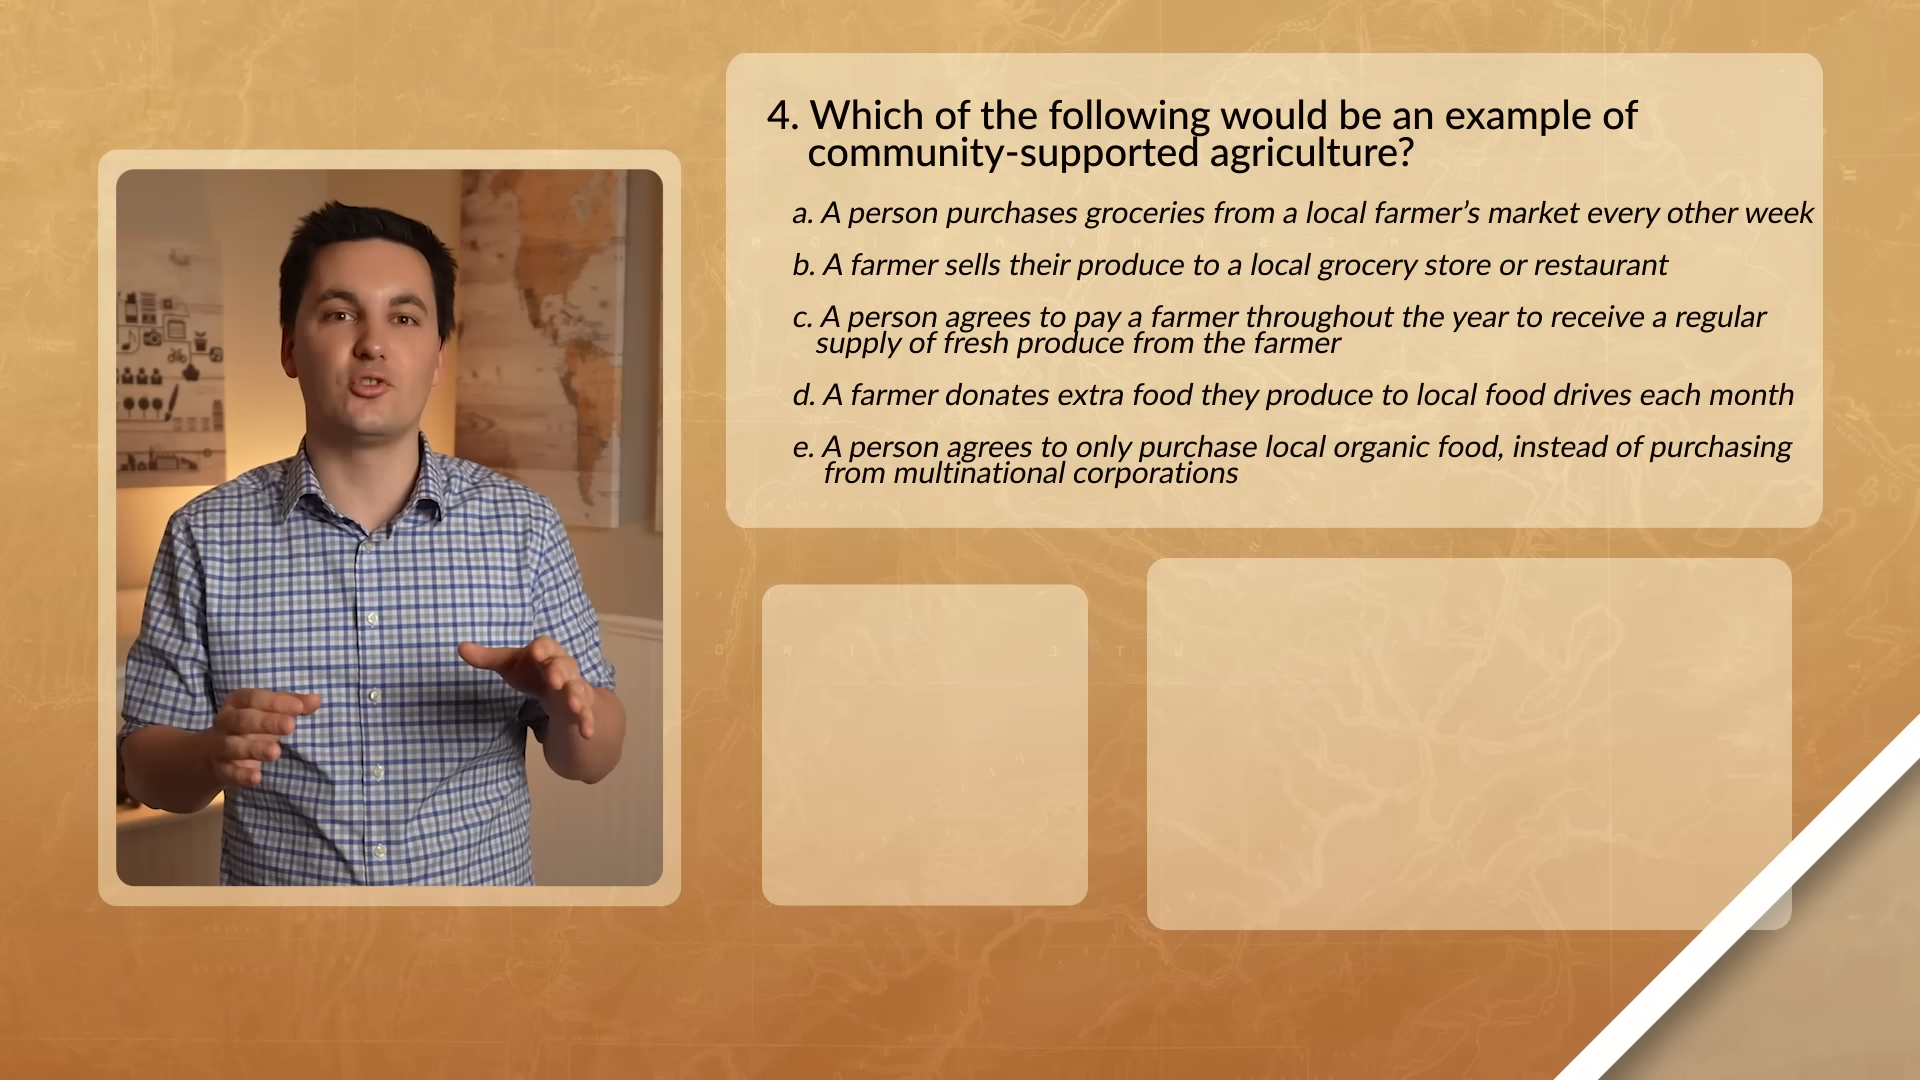 4. Which of the following would be an example of
community-supported agriculture?
a. A person purchases groceries from a local farmer’s market every other week
b. A farmer sells their produce to a local grocery store or restaurant
c. A person agrees to pay a farmer throughout the year to receive a regular
supply of fresh produce from the farmer
d. A farmer donates extra food they produce to local food drives each month
e. A person agrees to only purchase local organic food, instead of purchasing
from multinational corporations